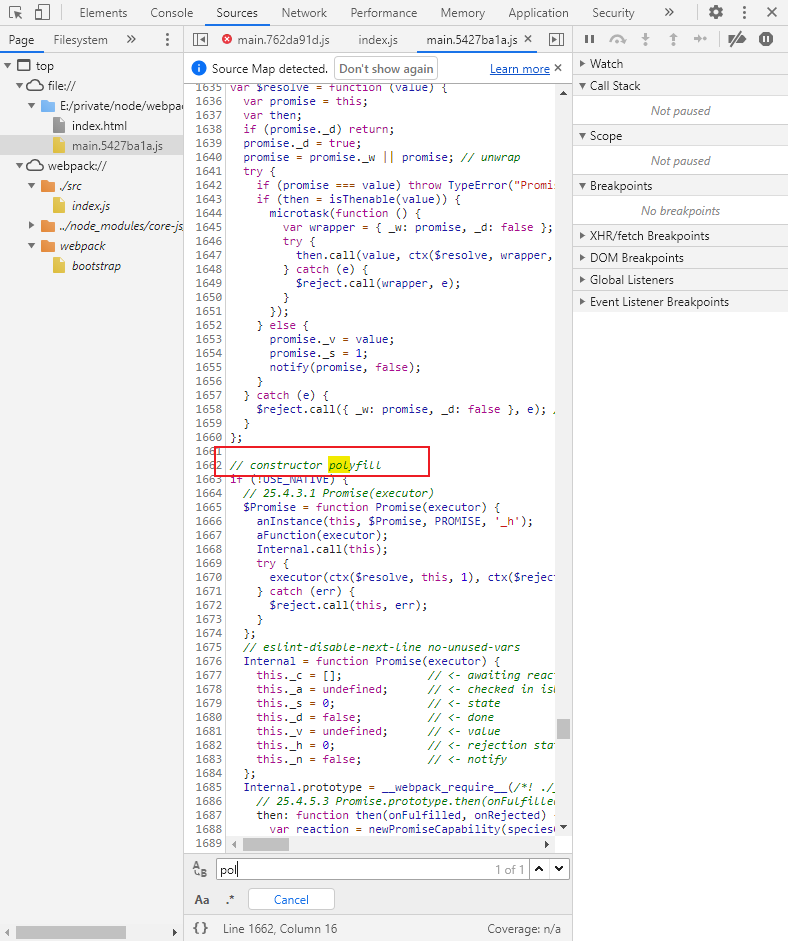 Elements Console Sources Network Performance Memory Application Security »
Page Filesystem »
main.762da91d.js index.js main.5427ba1a.js
top
file://
E:/private/node/webpac
index.html
main.5427ba1a.js
webpack://
./src
index.js
../node_modules/core-js
webpack
bootstrap
Source Map detected. Don't show again Learn more
1635 var $resolve = function (value) {
1636 var promise = this;
1637 var then;
1638 if (promise._d) return;
1639 promise._d = true;
1640 promise = promise._w || promise; // unwrap
1641 try {
1642 if (promise === value) throw TypeError("Promis
1643 if (then = isThenable(value)) {
1644 microtask(function () {
1645 var wrapper = { _w: promise, _d: false };
1646 try {
1647 then.call(value, ctx($resolve, wrapper,
1648 } catch (e) {
1649 $reject.call(wrapper, e);
1650 }
1651 });
1652 } else {
1653 promise._v = value;
1654 promise._s = 1;
1655 notify(promise, false);
1656 }
1657 } catch (e) {
1658 $reject.call({ _w: promise, _d: false }, e); /
1659 }
1660 };
1661
1662 // constructor polyfill
1663 if (!USE_NATIVE) {
1664 // 25.4.3.1 Promise(executor)
1665 $Promise = function Promise(executor) {
1666 anInstance(this, $Promise, PROMISE, '_h');
1667 aFunction(executor);
1668 Internal.call(this);
1669 try {
1670 executor(ctx($resolve, this, 1), ctx($reject
1671 } catch (err) {
1672 $reject.call(this, err);
1673 }
1674 };
1675 // eslint-disable-next-line no-unused-vars
1676 Internal = function Promise(executor) {
1677 this._c = []; // <- awaiting reac
1678 this._a = undefined; // <- checked in isU
1679 this._s = 0; // <- state
1680 this._d = false; // <- done
1681 this._v = undefined; // <- value
1682 this._h = 0; // <- rejection sta
1683 this._n = false; // <- notify
1684 };
1685 Internal.prototype = __webpack_require__(/*! ./_
1686 // 25.4.5.3 Promise.prototype.then(onFulfilled
1687 then: function then(onFulfilled, onRejected) {
1688 var reaction = newPromiseCapability(speciesC
1689
pol 1 of 1
Aa .* Cancel
{} Line 1662, Column 16 Coverage: n/a
Watch
Call Stack
Not paused
Scope
Not paused
Breakpoints
No breakpoints
XHR/fetch Breakpoints
DOM Breakpoints
Global Listeners
Event Listener Breakpoints